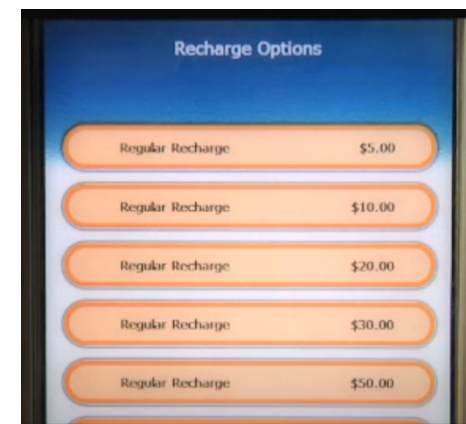 Recharge Options
Regular Recharge $5.00
Regular Recharge $10.00
Regular Recharge $20.00
Regular Recharge $30.00
Regular Recharge $50.00